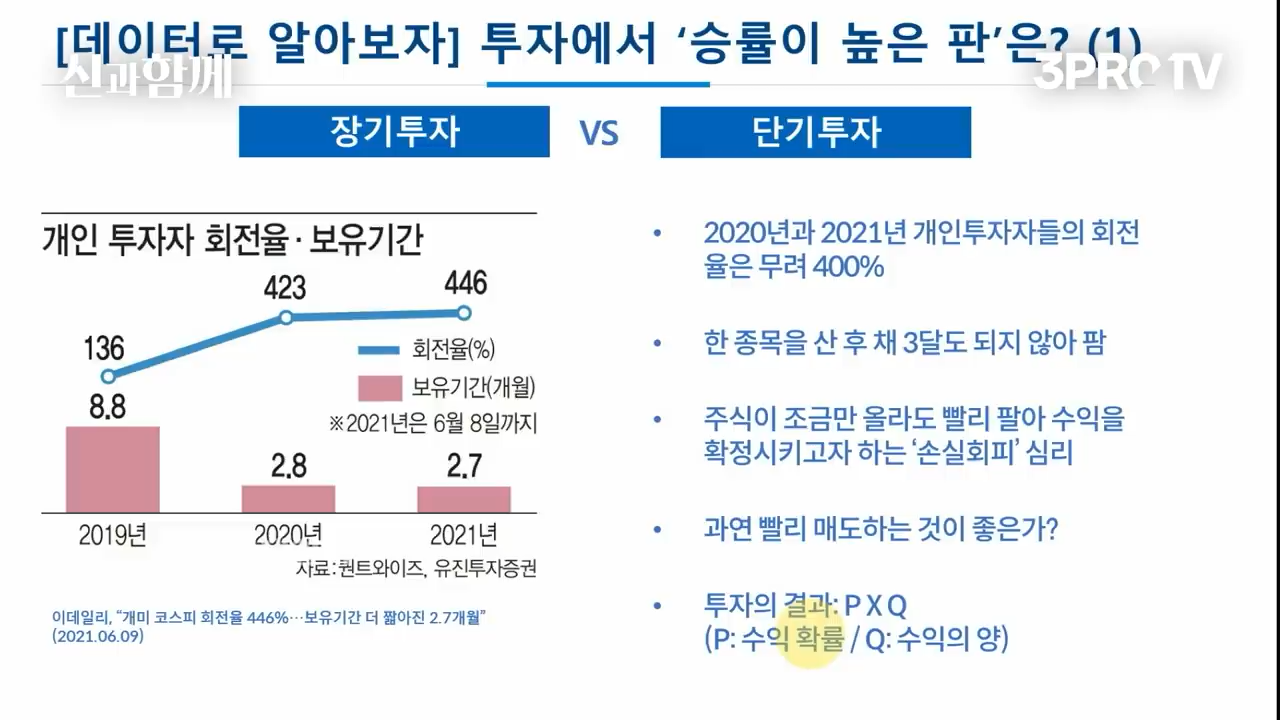 [데이터로 알아보자] 투자에서 ‘승률이 높은 판’은? (1)
신과함께
3PRO TV
장기투자 VS 단기투자
개인 투자자 회전율·보유기간
136
423
446
회전율(%)
보유기간(개월)
※2021년은 6월 8일까지
8.8
2.8
2.7
2019년
2020년
2021년
자료:퀀트와이즈, 유진투자증권
이데일리, “개미 코스피 회전율 446%…보유기간 더 짧아진 2.7개월”
(2021.06.09)
• 2020년과 2021년 개인투자자들의 회전
율은 무려 400%
• 한 종목을 산 후 채 3달도 되지 않아 팜
• 주식이 조금만 올라도 빨리 팔아 수익을
확정시키고자 하는 ‘손실회피’ 심리
• 과연 빨리 매도하는 것이 좋은가?
• 투자의 결과: P X Q
(P: 수익 확률 / Q: 수익의 양)